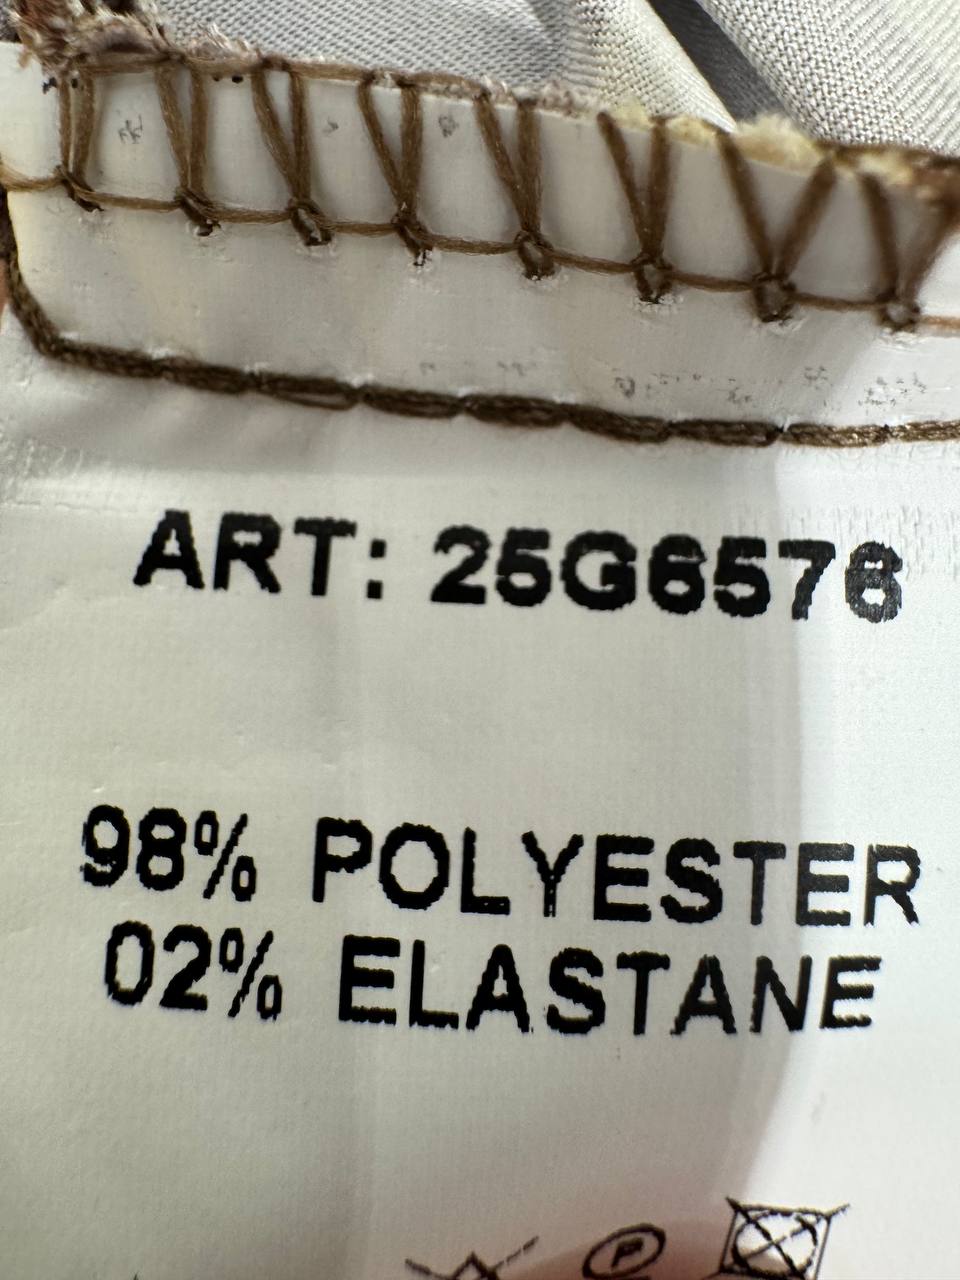 ART: 25G6576
98% POLYESTER
02% ELASTANE
P